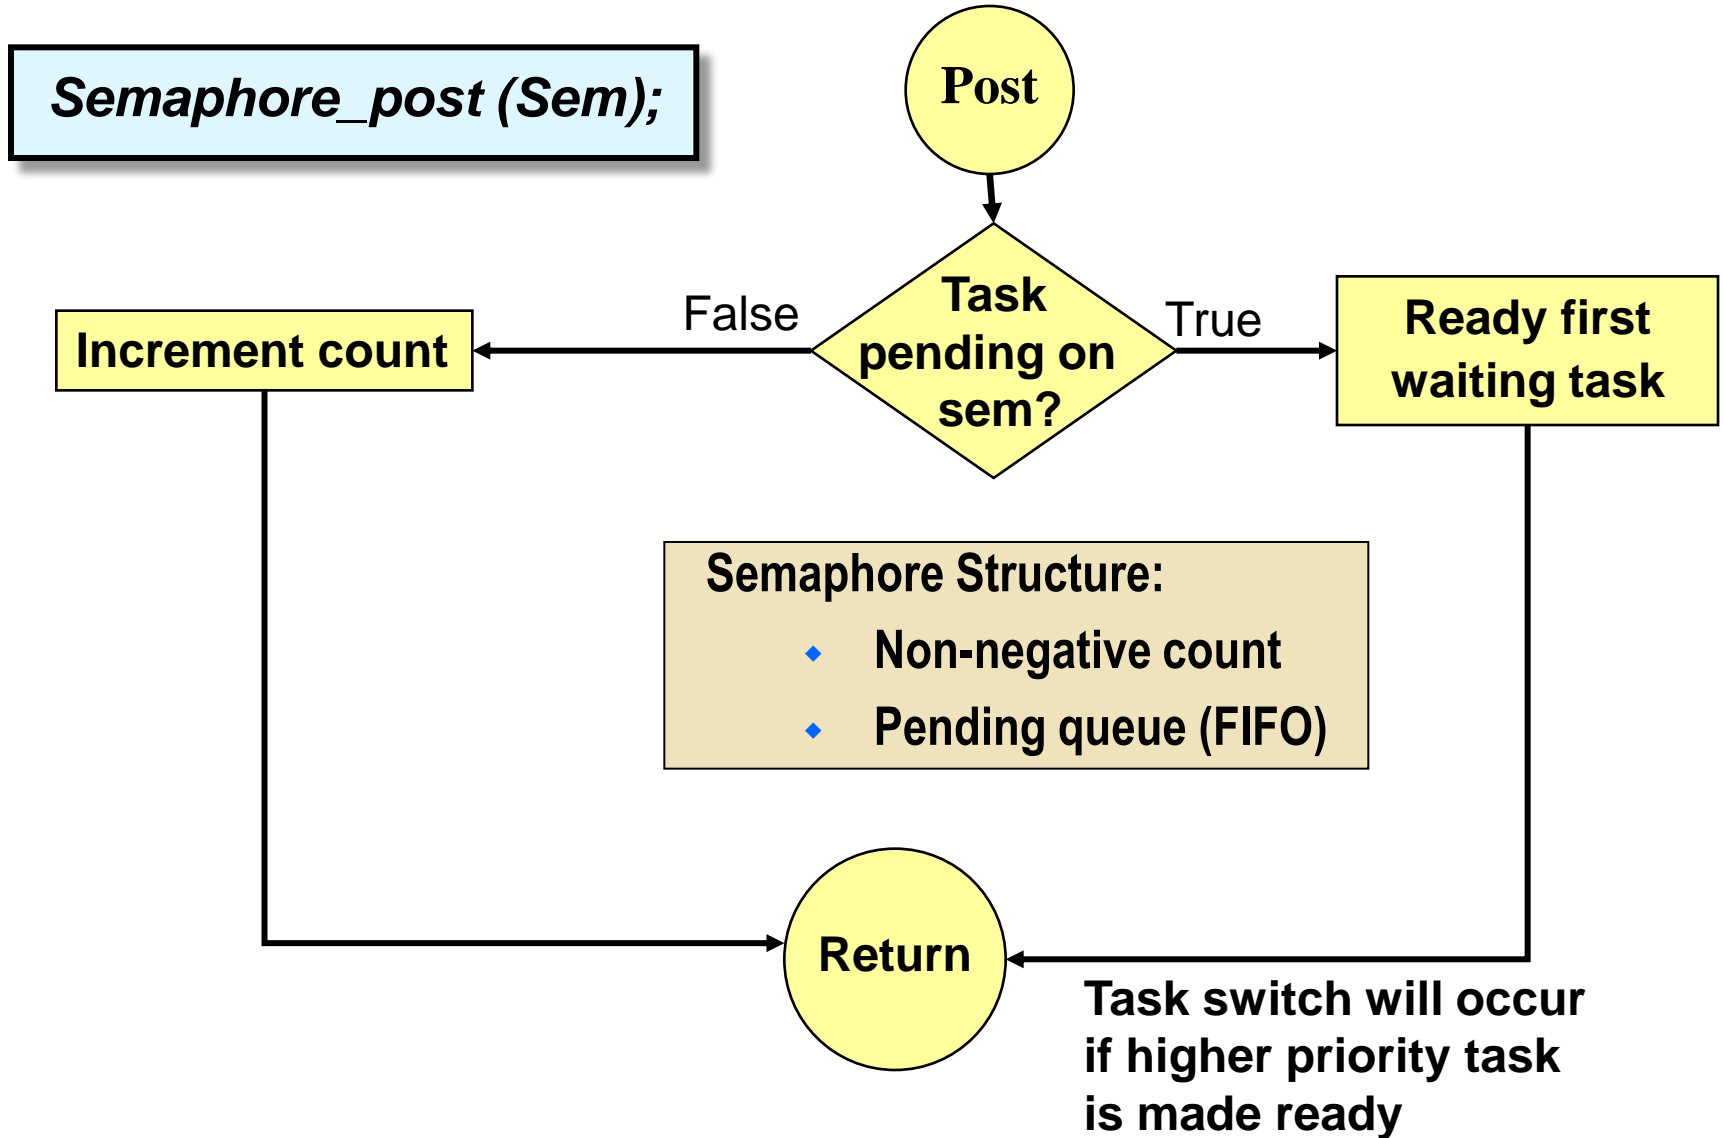 Semaphore_post (Sem);
Post
Task
pending on
sem?
False
True
Increment count
Ready first
waiting task
Semaphore Structure:
Non-negative count
Pending queue (FIFO)
Return
Task switch will occur
if higher priority task
is made ready